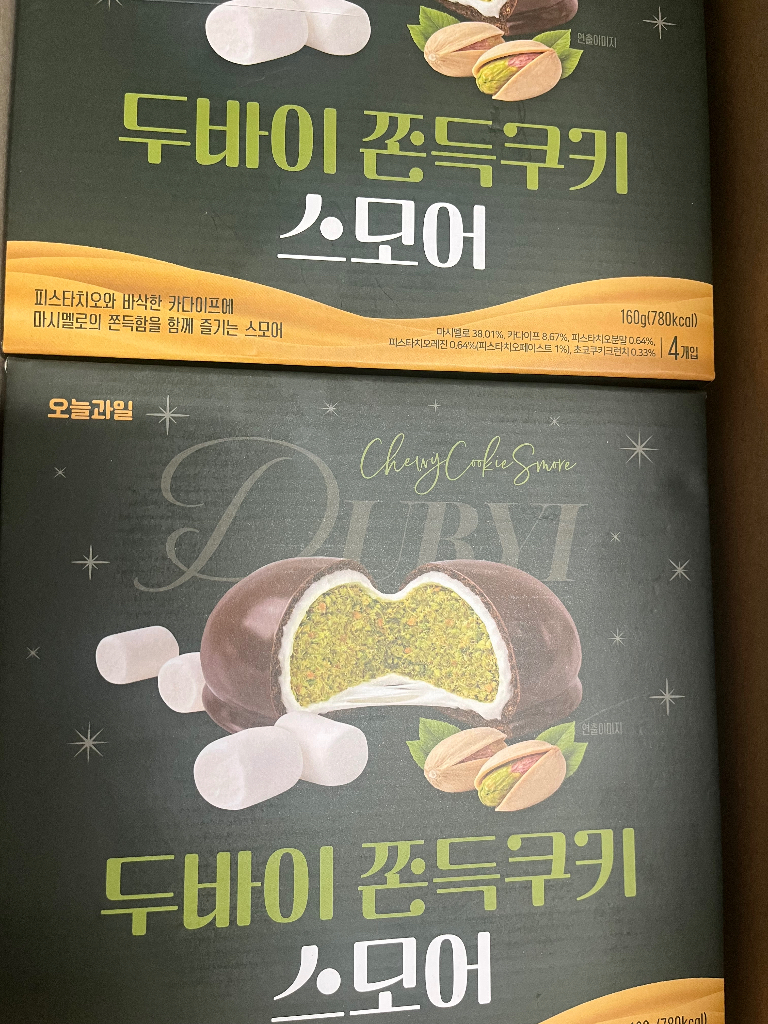 연출이미지
두바이 쫀득쿠키
스모어
피스타치오와 바삭한 카다이프에
마시멜로의 쫀득함을 함께 즐기는 스모어
160g(780kcal)
마시멜로 38.01%, 카다이프 8.67%, 피스타치오분말 0.64%,
피스타치오레진 0.64%(피스타치오페이스트 1%), 초코쿠키크런치 0.33%
4개입
오늘과일
Chewy Cookie Smore
DUBYI
연출이미지
두바이 쫀득쿠키
스모어